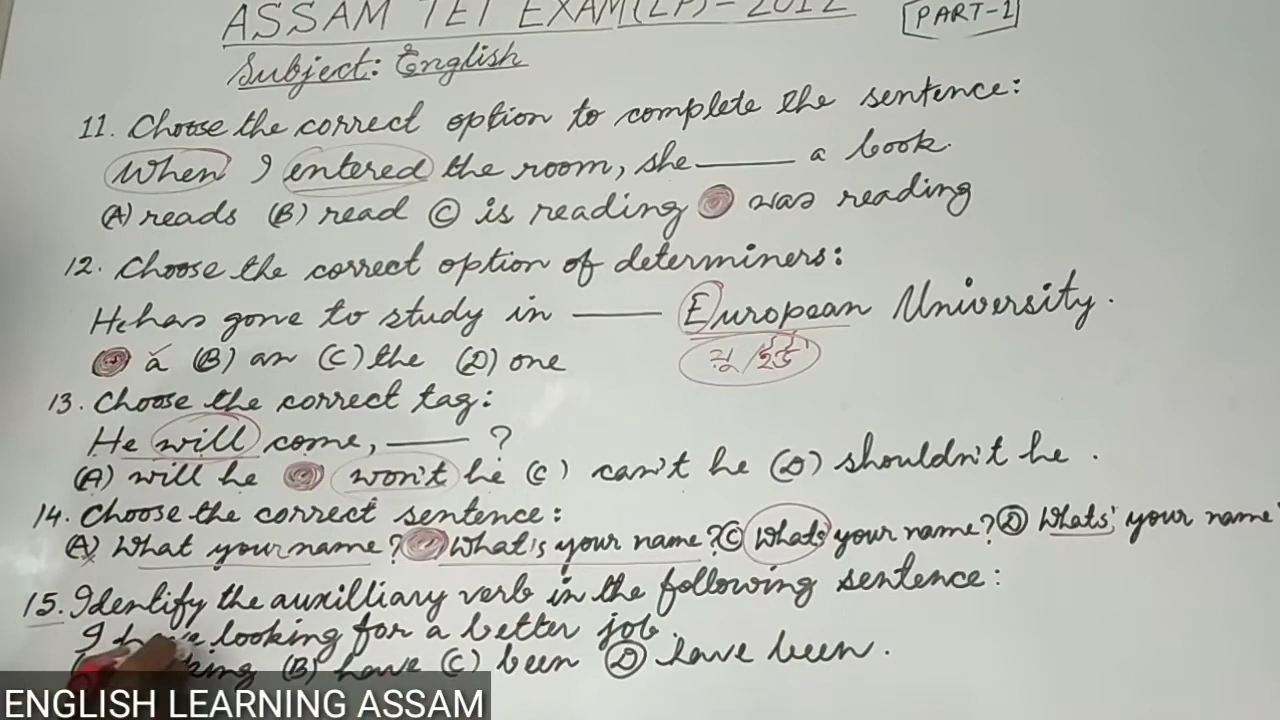 ASSAM TET EXAM(LP)-2012
PART-1
Subject: English
11. Choose the correct option to complete the sentence:
When I entered the room, she ____ a book.
(A) reads (B) read (C) is reading was reading
12. Choose the correct option of determiners:
He has gone to study in ____ European University.
a (B) an (C) the (D) one
13. Choose the correct tag:
He will come, ____ ?
(A) will he won't he (C) can't he (D) shouldn't he.
14. Choose the correct sentence:
(A) What your name? What's your name? (C) Whats' your name? (D) Whats' your name
15. Identify the auxilliary verb in the following sentence:
I looking for a better job.
(B) have (C) been (D) have been.
ENGLISH LEARNING ASSAM